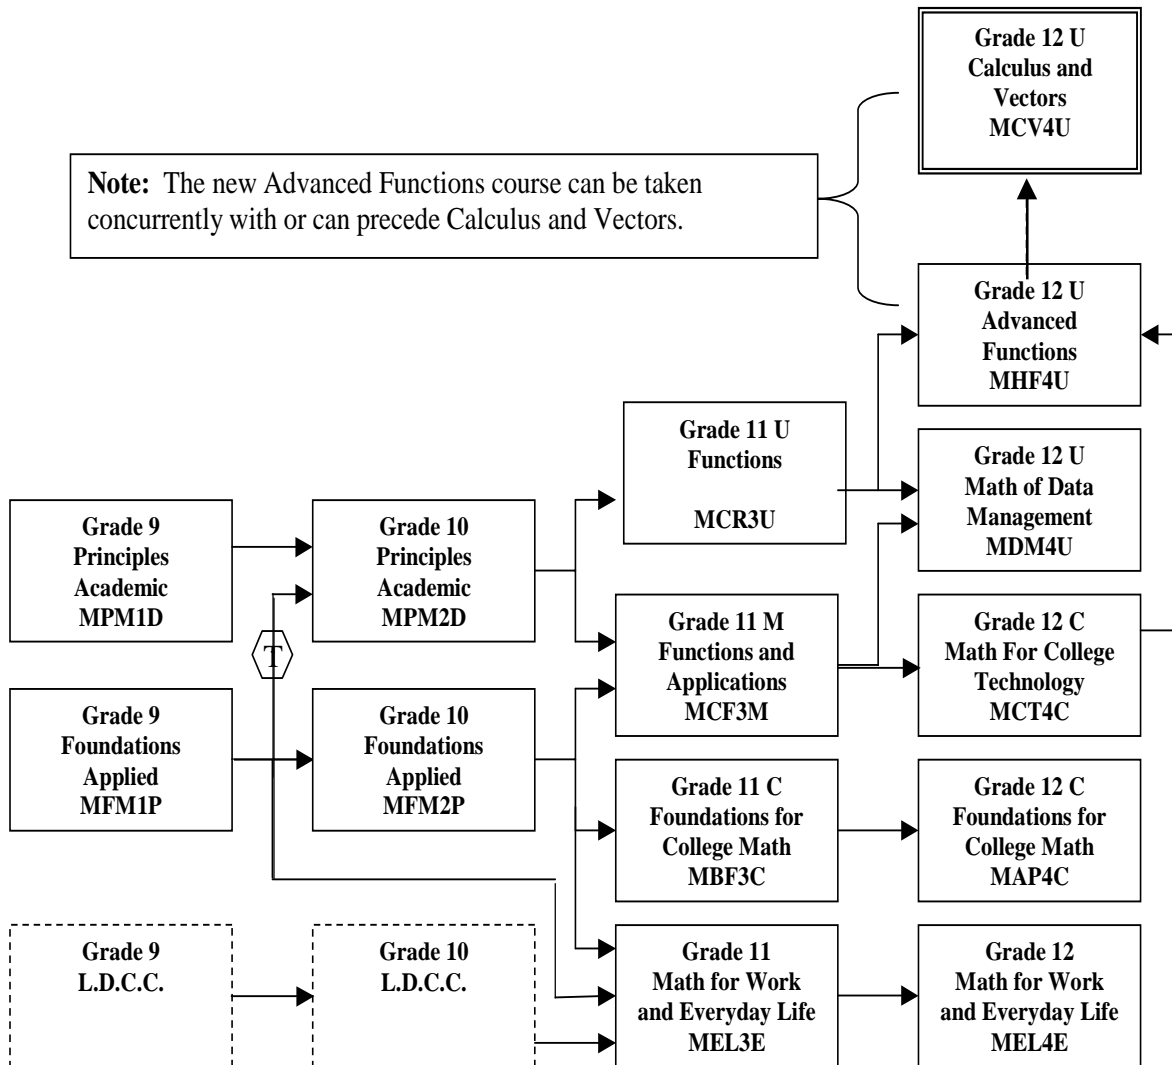 Grade 12 U
Calculus and
Vectors
MCV4U
Note: The new Advanced Functions course can be taken
concurrently with or can precede Calculus and Vectors.
Grade 12 U
Advanced
Functions
MHF4U
Grade 11 U
Functions
MCR3U
Grade 12 U
Math of Data
Management
MDM4U
Grade 9
Principles
Academic
MPM1D
Grade 10
Principles
Academic
MPM2D
T
Grade 11 M
Functions and
Applications
MCF3M
Grade 12 C
Math For College
Technology
MCT4C
Grade 9
Foundations
Applied
MFM1P
Grade 10
Foundations
Applied
MFM2P
Grade 11 C
Foundations for
College Math
MBF3C
Grade 12 C
Foundations for
College Math
MAP4C
Grade 9
L.D.C.C.
Grade 10
L.D.C.C.
Grade 11
Math for Work
and Everyday Life
MEL3E
Grade 12
Math for Work
and Everyday Life
MEL4E